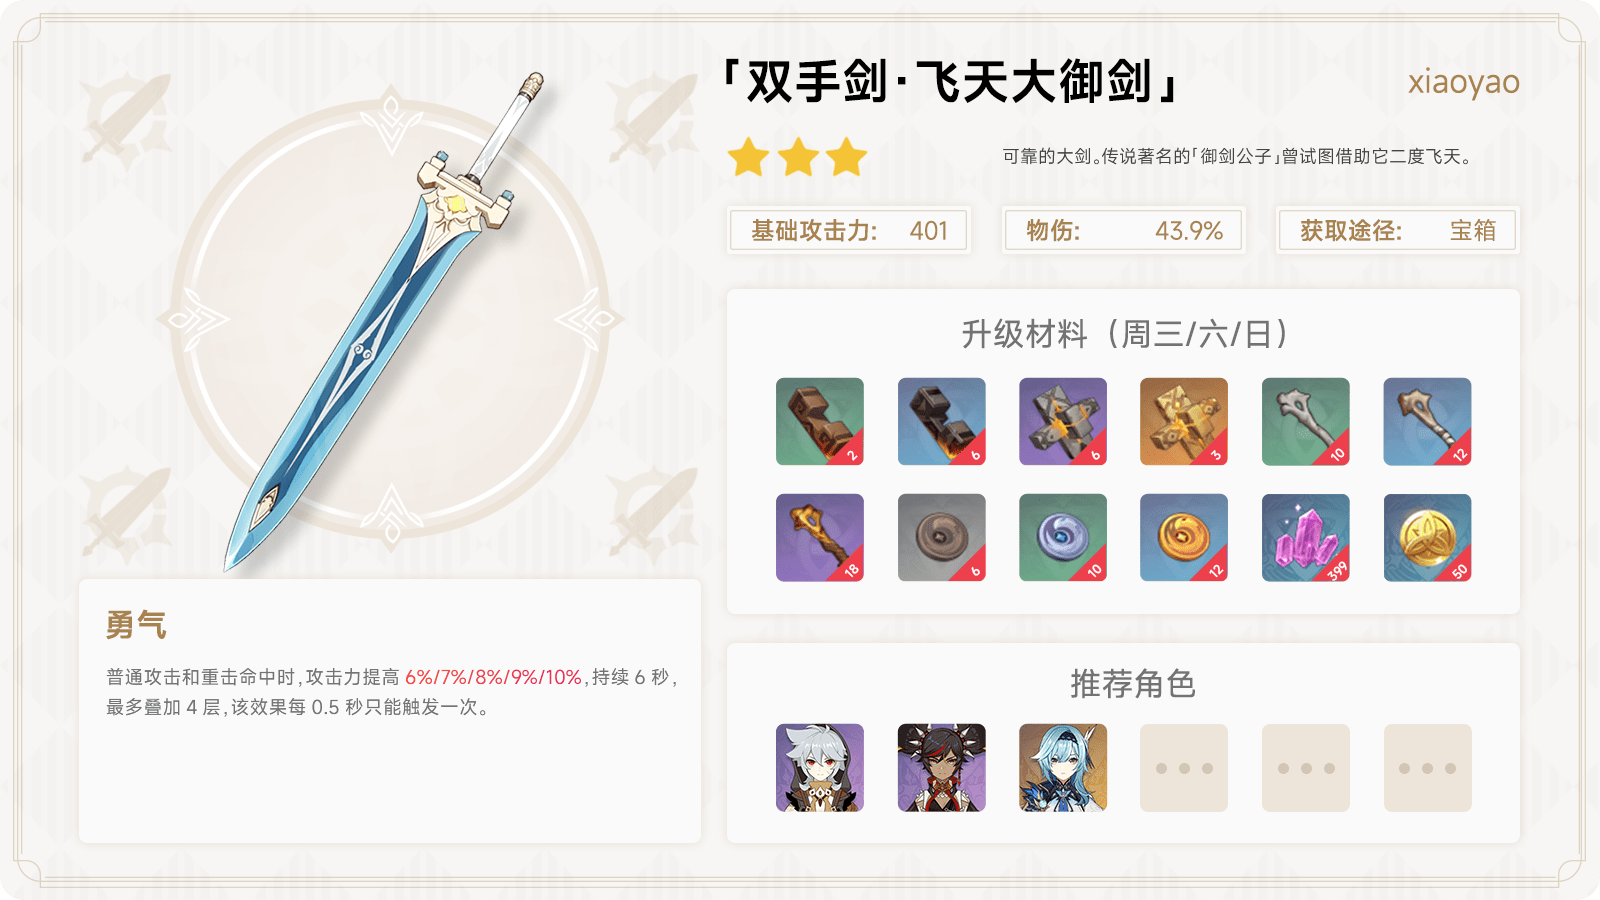 「双手剑·飞天大御剑」
xiaoyao
可靠的大剑。传说著名的「御剑公子」曾试图借助它二度飞天。
基础攻击力: 401
物伤: 43.9%
获取途径: 宝箱
升级材料（周三/六/日）
2 6 6 3 10 12
18 6 10 12 399 50
勇气
普通攻击和重击命中时,攻击力提高 6%/7%/8%/9%/10%,持续 6 秒,
最多叠加 4 层,该效果每 0.5 秒只能触发一次。
推荐角色